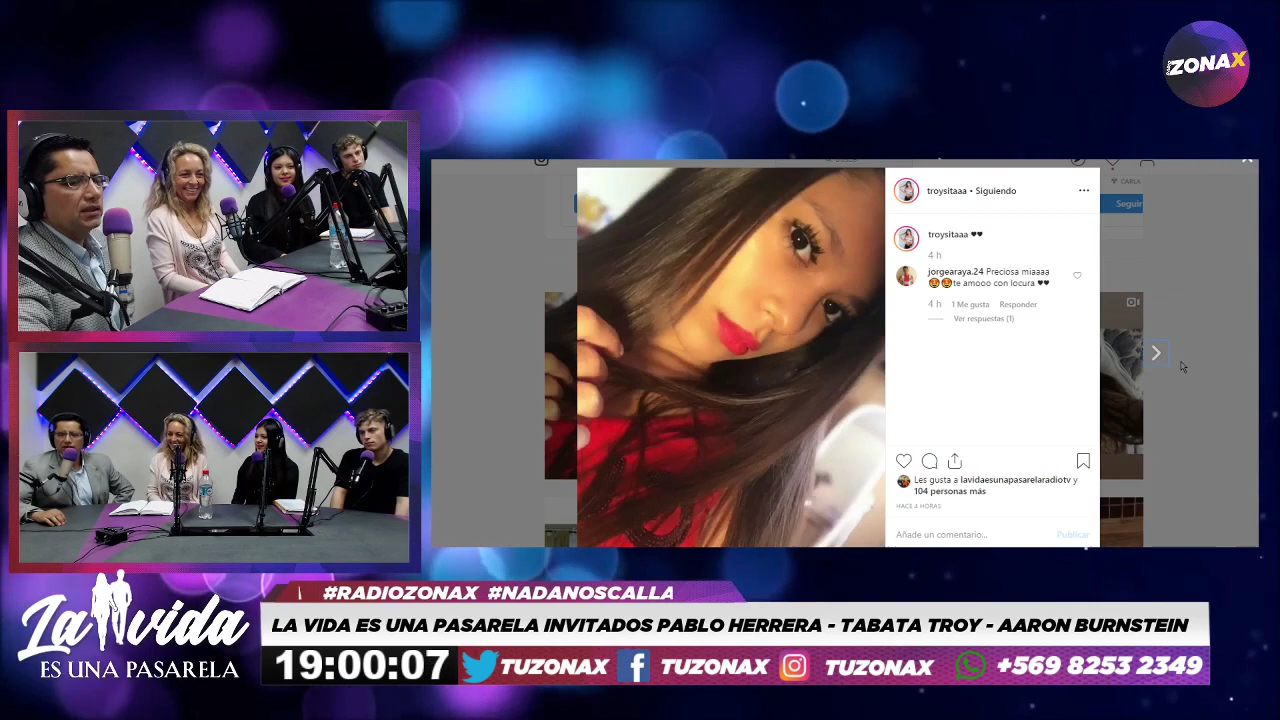 ZONAX
CARLA
Seguir
troysitaaa • Siguiendo
troysitaaa ♥♥
4 h
jorgearaya.24 Preciosa miaaaa
😍😍te amooo con locura ♥♥
4 h 1 Me gusta Responder
Ver respuestas (1)
Les gusta a lavidaesunapasarelaradiotv y
104 personas más
HACE 4 HORAS
Añade un comentario...
Publicar
La vida
ES UNA PASARELA
#RADIOZONAX #NADANOSCALLA
LA VIDA ES UNA PASARELA INVITADOS PABLO HERRERA - TABATA TROY - AARON BURNSTEIN
19:00:07 TUZONAX TUZONAX TUZONAX +569 8253 2349